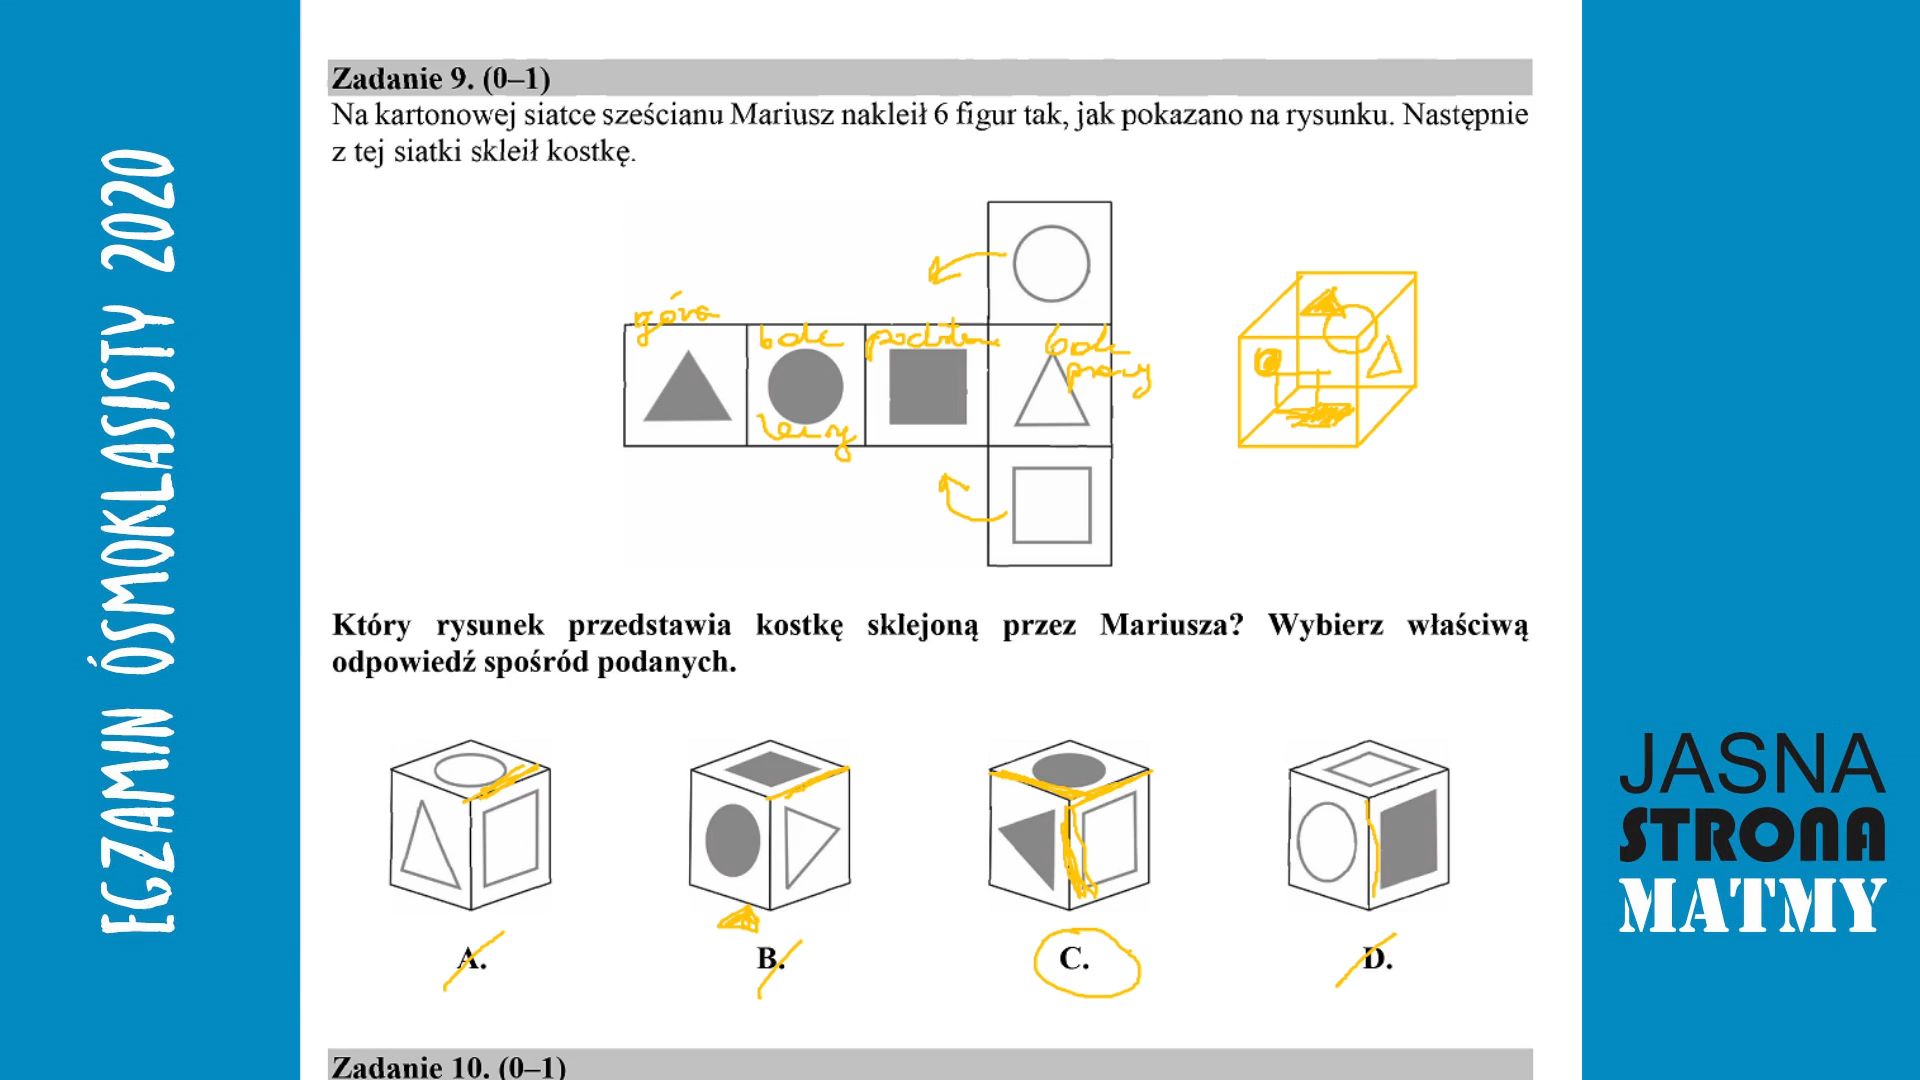 EGZAMIN ÓSMOKLASISTY 2020
Zadanie 9. (0–1)
Na kartonowej siatce sześcianu Mariusz nakleił 6 figur tak, jak pokazano na rysunku. Następnie
z tej siatki skleił kostkę.
góra
bok
lewy
podstawa
bok
prawy
Który rysunek przedstawia kostkę sklejoną przez Mariusza? Wybierz właściwą
odpowiedź spośród podanych.
A.
B.
C.
D.
Zadanie 10. (0–1)
JASNA
STRONA
MATMY